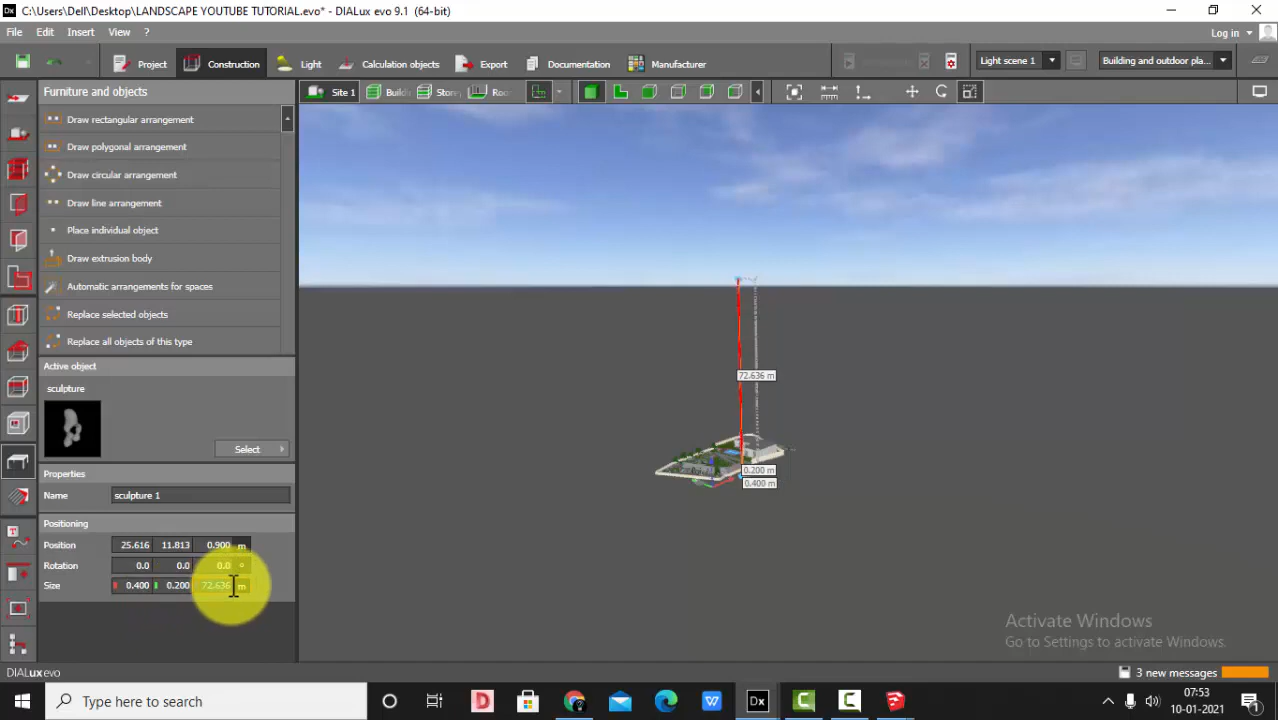 C:\Users\Dell\Desktop\LANDSCAPE YOUTUBE TUTORIAL.evo* - DIALux evo 9.1 (64-bit)
File Edit Insert View ?
Log in
Project Construction Light Calculation objects Export Documentation Manufacturer
Light scene 1
Building and outdoor pla...
Furniture and objects
Site 1
Draw rectangular arrangement
Draw polygonal arrangement
Draw circular arrangement
Draw line arrangement
Place individual object
Draw extrusion body
Automatic arrangements for spaces
Replace selected objects
Replace all objects of this type
Active object
sculpture
Select
Properties
Name sculpture 1
Positioning
Position 25.616 11.813 0.900 m
Rotation 0.0 0.0 0.0 °
Size 0.400 0.200 72.636 m
72.636 m
0.200 m
0.400 m
Activate Windows
Go to Settings to activate Windows.
DIALux evo
3 new messages
Type here to search
07:53
10-01-2021